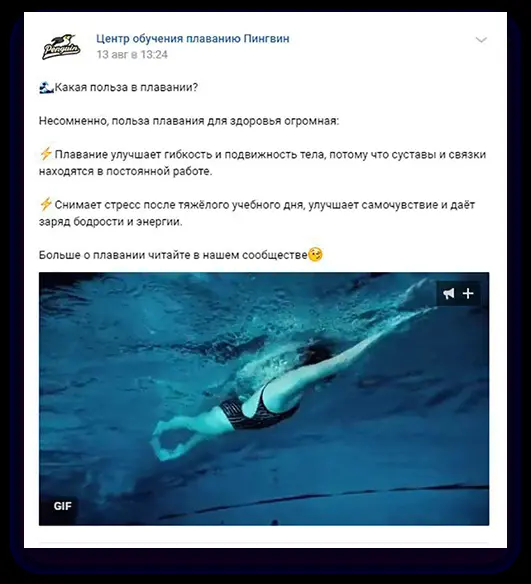 Penguin
Центр обучения плаванию Пингвин
13 авг в 13:24
Какая польза в плавании?
Несомненно, польза плавания для здоровья огромная:
Плавание улучшает гибкость и подвижность тела, потому что суставы и связки
находятся в постоянной работе.
Снимает стресс после тяжёлого учебного дня, улучшает самочувствие и даёт
заряд бодрости и энергии.
Больше о плавании читайте в нашем сообществе
GIF